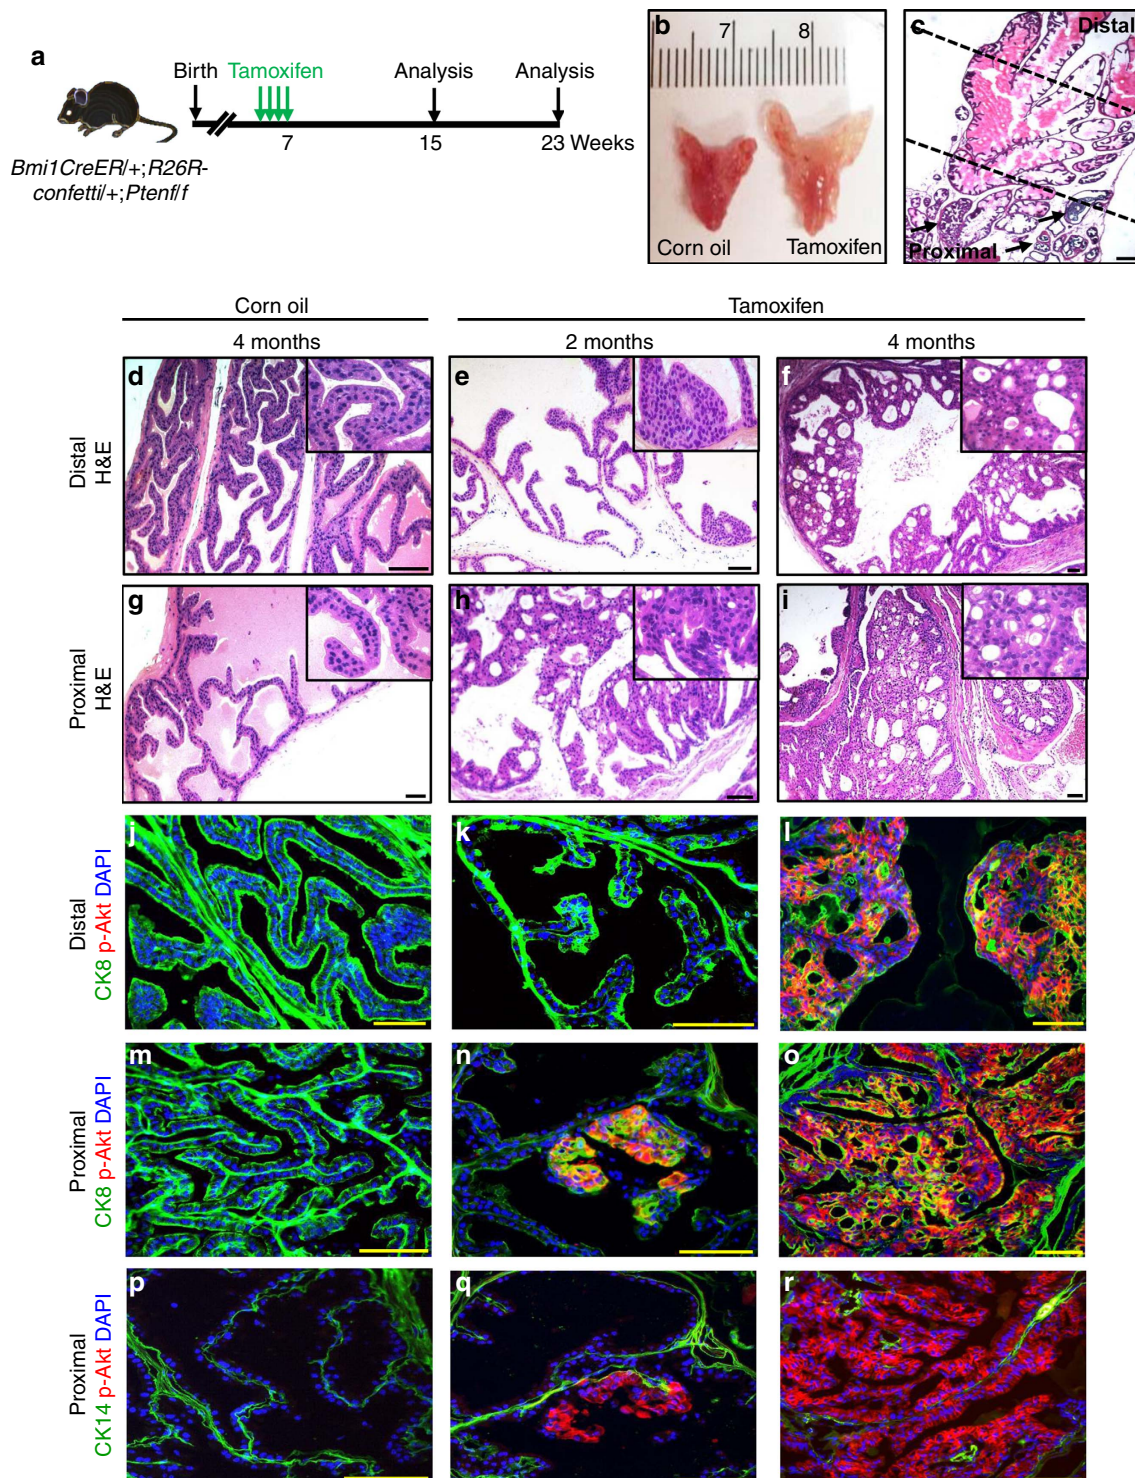 a
Birth Tamoxifen Analysis Analysis
7 15 23 Weeks
Bmi1CreER/+;R26R-
confetti/+;Ptenf/f
b
7 8
Corn oil Tamoxifen
c Distal
Proximal
Corn oil Tamoxifen
4 months 2 months 4 months
Distal
H&E
d e f
Proximal
H&E
g h i
Distal
CK8 p-Akt DAPI
j k l
Proximal
CK8 p-Akt DAPI
m n o
Proximal
CK14 p-Akt DAPI
p q r